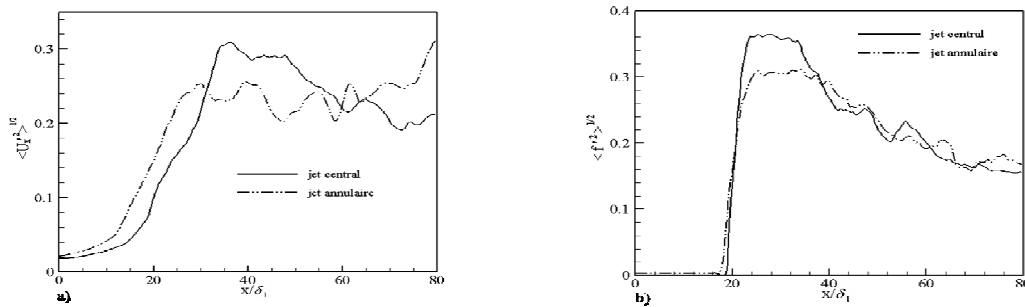 0.3
0.2
0.1
0
<Ux'²>^1/2
jet central
jet annulaire
0 20 40 60 80
x/δ₁
a)
0.4
0.3
0.2
0.1
0
<f'²>^1/2
jet central
jet annulaire
0 20 40 60 80
x/δ₁
b)